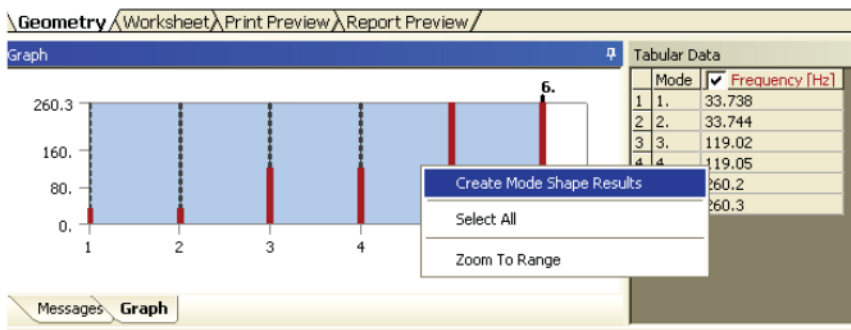 Geometry Worksheet Print Preview Report Preview
Graph
Tabular Data
Mode Frequency [Hz]
1 1. 33.738
2 2. 33.744
3 3. 119.02
4 4. 119.05
260.2
260.3
6.
260.3
160.
80.
0.
1 2 3 4
Create Mode Shape Results
Select All
Zoom To Range
Messages Graph